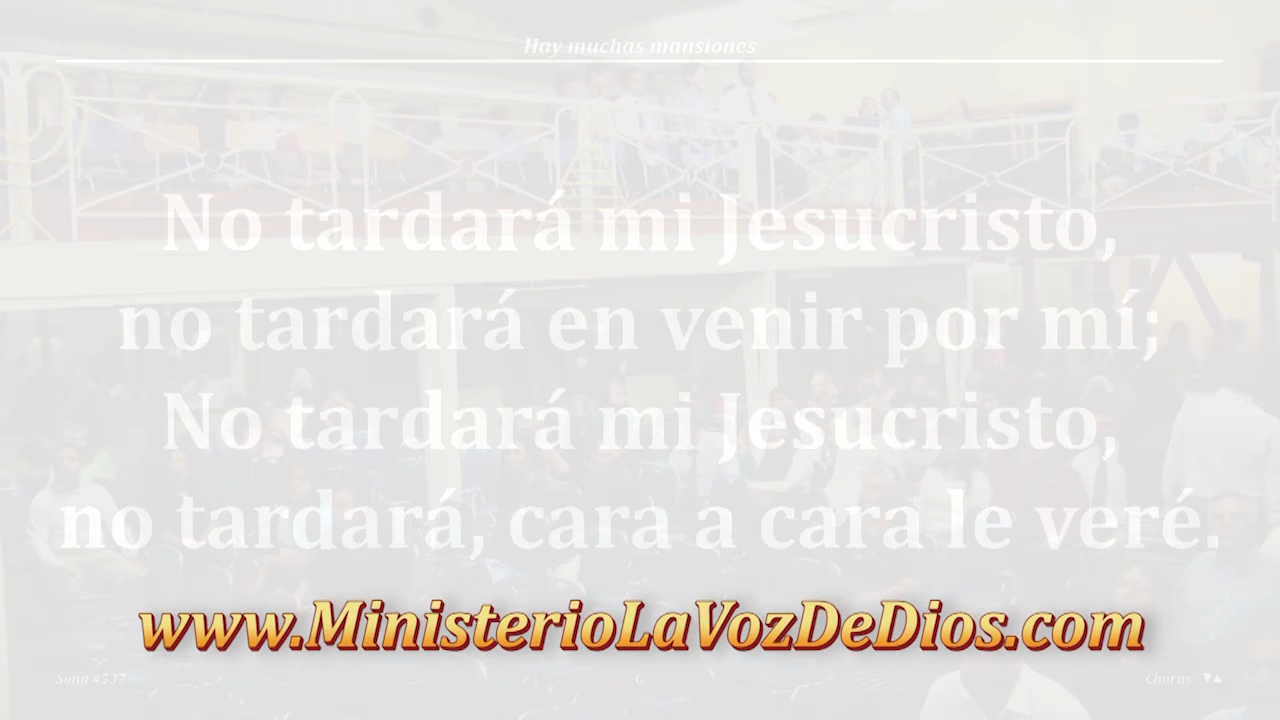 Hay muchas mansiones
No tardará mi Jesucristo,
no tardará en venir por mí;
No tardará mi Jesucristo,
no tardará, cara a cara le veré.
www.MinisterioLaVozDeDios.com
Song #537 G Chorus ▼▲